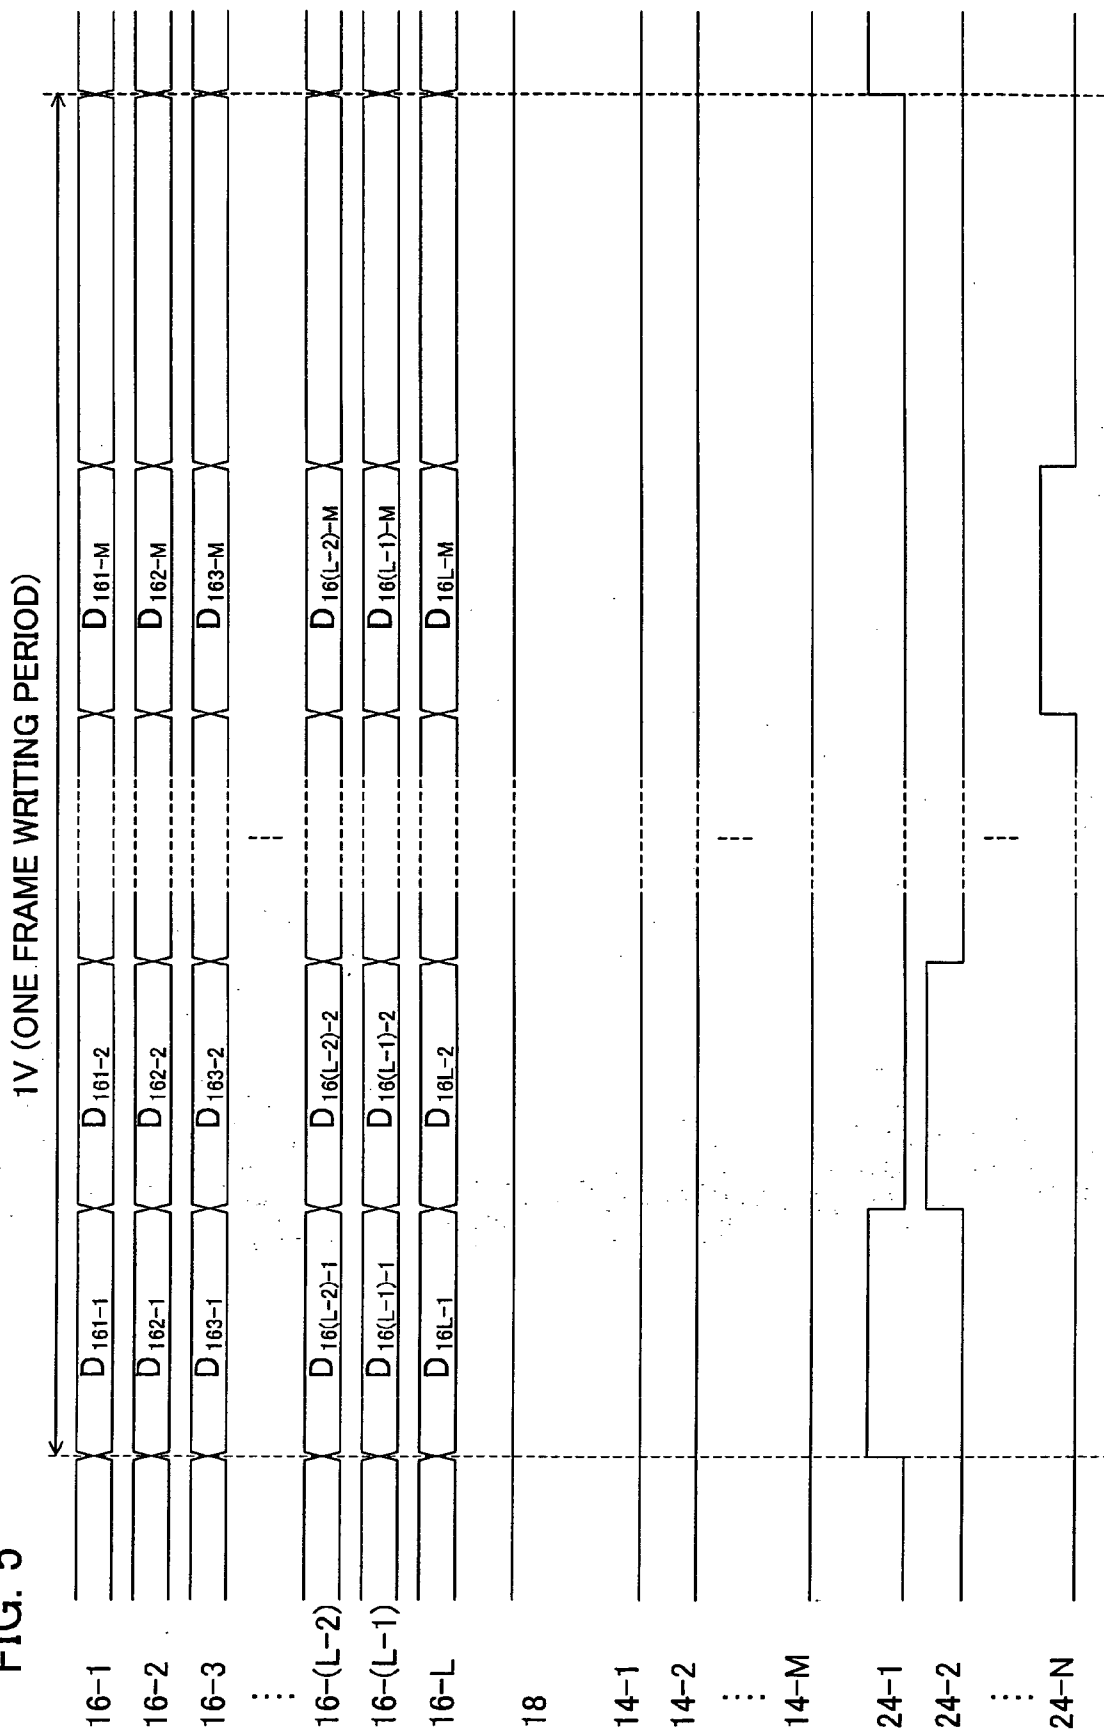 FIG. 5
1V (ONE FRAME WRITING PERIOD)
16-1 D161-1 D161-2 D161-M
16-2 D162-1 D162-2 D162-M
16-3 D163-1 D163-2 D163-M
16-(L-2) D16(L-2)-1 D16(L-2)-2 D16(L-2)-M
16-(L-1) D16(L-1)-1 D16(L-1)-2 D16(L-1)-M
16-L D16L-1 D16L-2 D16L-M
18
14-1
14-2
14-M
24-1
24-2
24-N